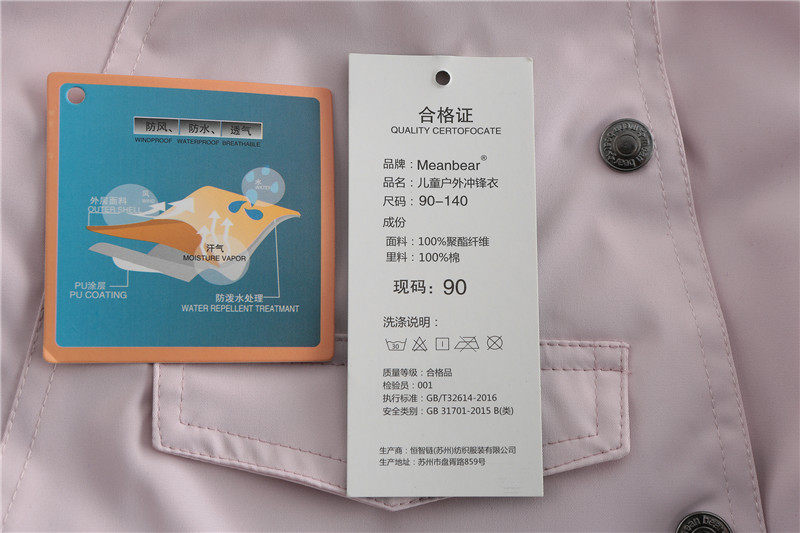 防风、防水、透气
WINDPROOF WATERPROOF BREATHABLE
外层面料
OUTER SHELL
风
WIND
水
WATER
汗气
MOISTURE VAPOR
PU涂层
PU COATING
防泼水处理
WATER REPELLENT TREATMANT
合格证
QUALITY CERTOFOCATE
品牌：Meanbear®
品名：儿童户外冲锋衣
尺码：90-140
成份
面料：100%聚酯纤维
里料：100%棉
现码：90
洗涤说明：
30
质量等级：合格品
检验员：001
执行标准：GB/T32614-2016
安全类别：GB 31701-2015 B(类)
生产商：恒智链(苏州)纺织服装有限公司
生产地址：苏州市盘胥路859号